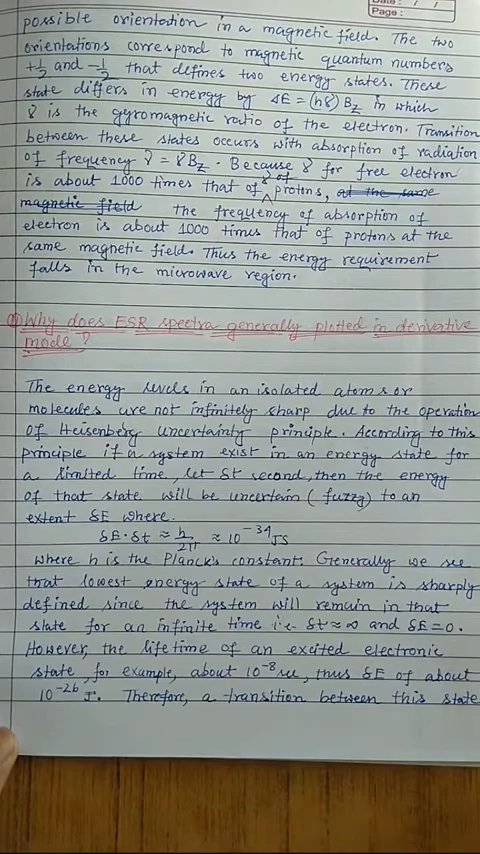 Date : / /
Page :
possible orientation in a magnetic field. The two
orientations correspond to magnetic quantum numbers
+½ and -½ that defines two energy states. These
state differs in energy by ΔE = (ħ४) Bz in which
४ is the gyromagnetic ratio of the electron. Transition
between these states occurs with absorption of radiation
of frequency ν = ४Bz. Because ४ for free electron
is about 1000 times that of ४ of protons, at the same
magnetic field the frequency of absorption of
electron is about 1000 times that of protons at the
same magnetic field. Thus the energy requirement
falls in the microwave region.
Why does ESR spectra generally plotted in derivative
mode?
The energy levels in an isolated atoms or
molecules are not infinitely sharp due to the operation
of Heisenberg uncertainty principle. According to this
principle if a system exist in an energy state for
a limited time, let δt second, then the energy
of that state will be uncertain (fuzzy) to an
extent δE where.
δE·δt ≈ h/2π ≈ 10⁻³⁴ JS
where h is the Planck's constant. Generally we see
that lowest energy state of a system is sharply
defined since the system will remain in that
state for an infinite time i.e. δt ≈ ∞ and δE = 0.
However, the lifetime of an excited electronic
state, for example, about 10⁻⁸ sec, thus δE of about
10⁻²⁶ J. Therefore, a transition between this state